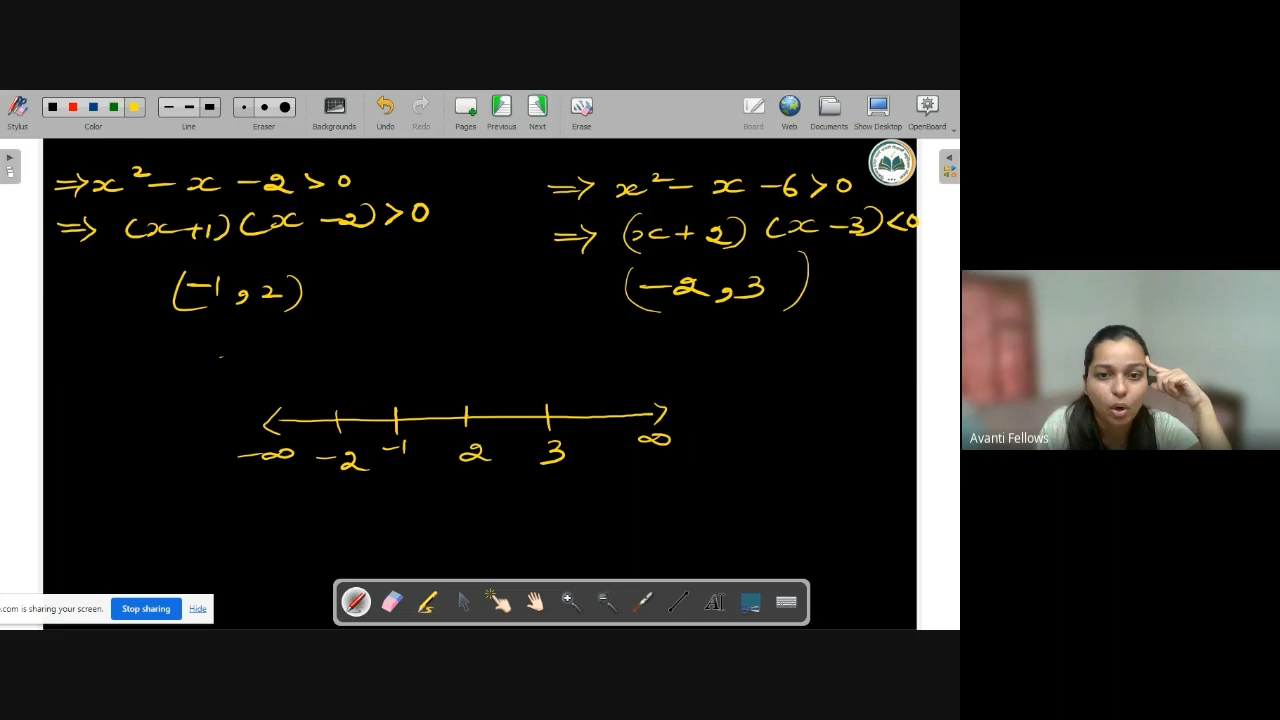 Stylus
Color
Line
Eraser
Backgrounds
Undo
Redo
Pages
Previous
Next
Erase
Board
Web
Documents
Show Desktop
OpenBoard
⇒ x² - x - 2 > 0
⇒ (x+1) (x - 2) > 0
(-1, 2)
⇒ x² - x - 6 > 0
⇒ (x + 2) (x - 3) < 0
(-2, 3)
-∞ -2 -1 2 3 ∞
.com is sharing your screen. Stop sharing Hide
Avanti Fellows